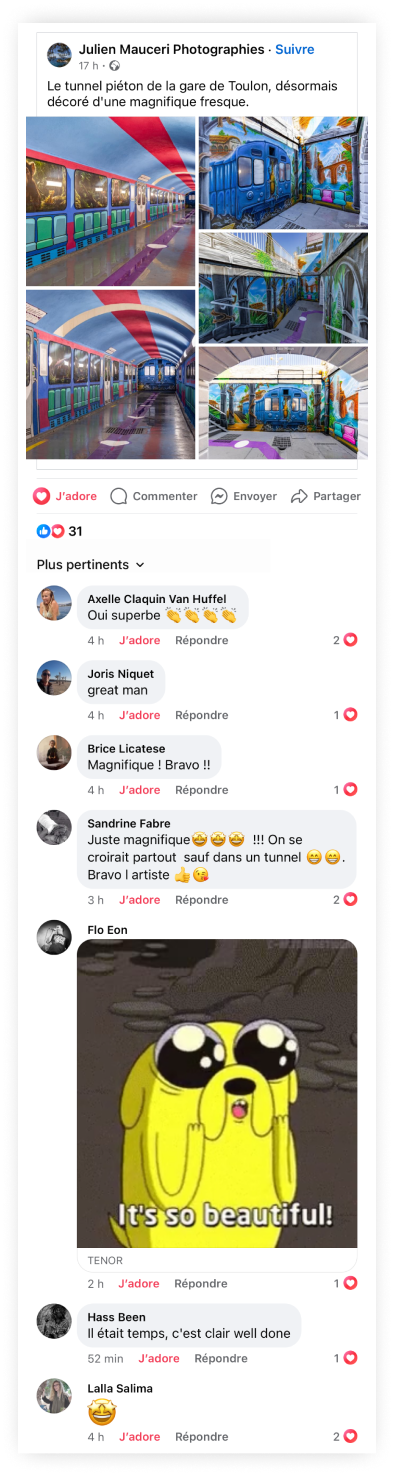 Julien Mauceri Photographies · Suivre
17 h ·
Le tunnel piéton de la gare de Toulon, désormais
décoré d'une magnifique fresque.
J'adore Commenter Envoyer Partager
31
Plus pertinents
Axelle Claquin Van Huffel
Oui superbe 👏👏👏👏
4 h J'adore Répondre 2
Joris Niquet
great man
4 h J'adore Répondre 1
Brice Licatese
Magnifique ! Bravo !!
4 h J'adore Répondre 1
Sandrine Fabre
Juste magnifique🤩🤩🤩 !!! On se
croirait partout sauf dans un tunnel 😁😁.
Bravo l artiste 👍😘
3 h J'adore Répondre 2
Flo Eon
It's so beautiful!
TENOR
2 h J'adore Répondre 1
Hass Been
Il était temps, c'est clair well done
52 min J'adore Répondre 1
Lalla Salima
🤩
4 h J'adore Répondre 2